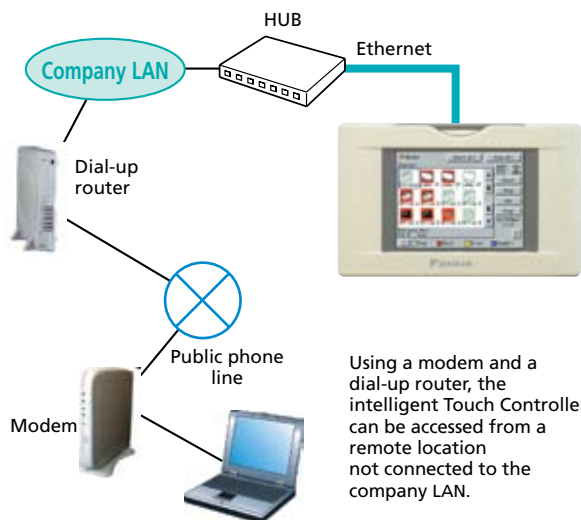 HUB
Ethernet
Company LAN
Dial-up
router
Public phone
line
Modem
Using a modem and a
dial-up router, the
intelligent Touch Controlle
can be accessed from a
remote location
not connected to the
company LAN.